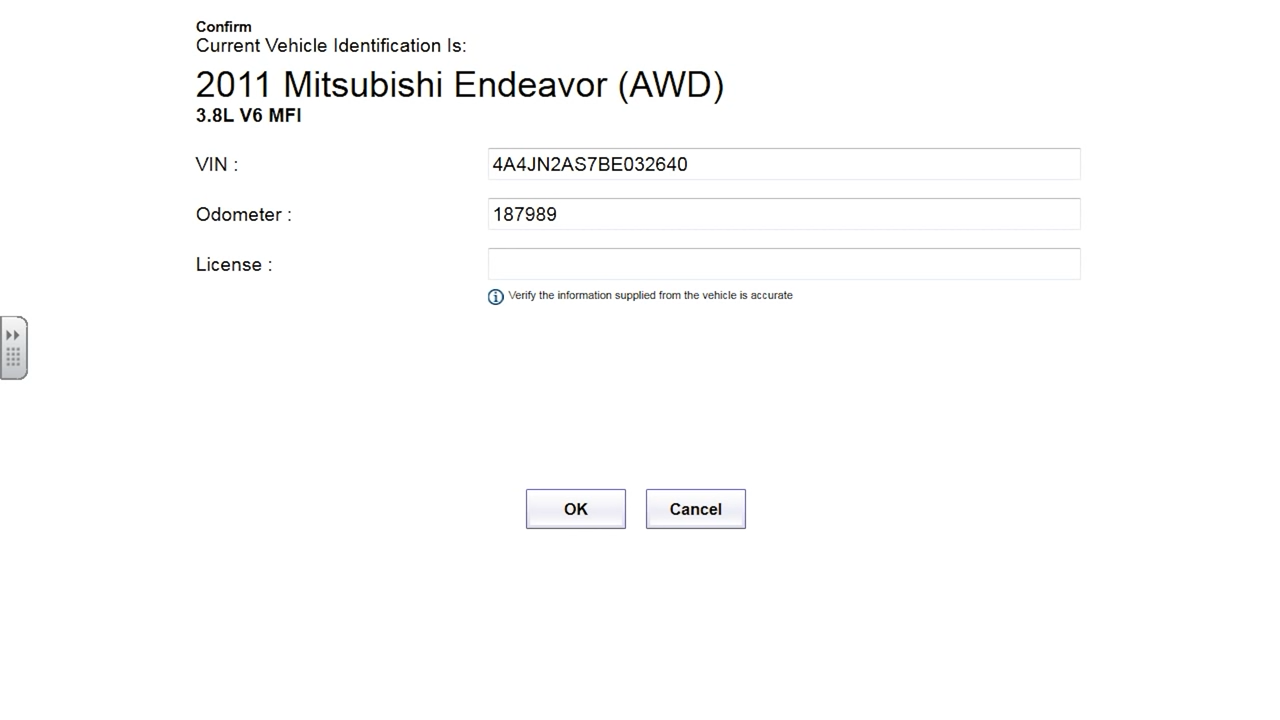 Confirm
Current Vehicle Identification Is:
2011 Mitsubishi Endeavor (AWD)
3.8L V6 MFI
VIN : 4A4JN2AS7BE032640
Odometer : 187989
License :
Verify the information supplied from the vehicle is accurate
OK Cancel